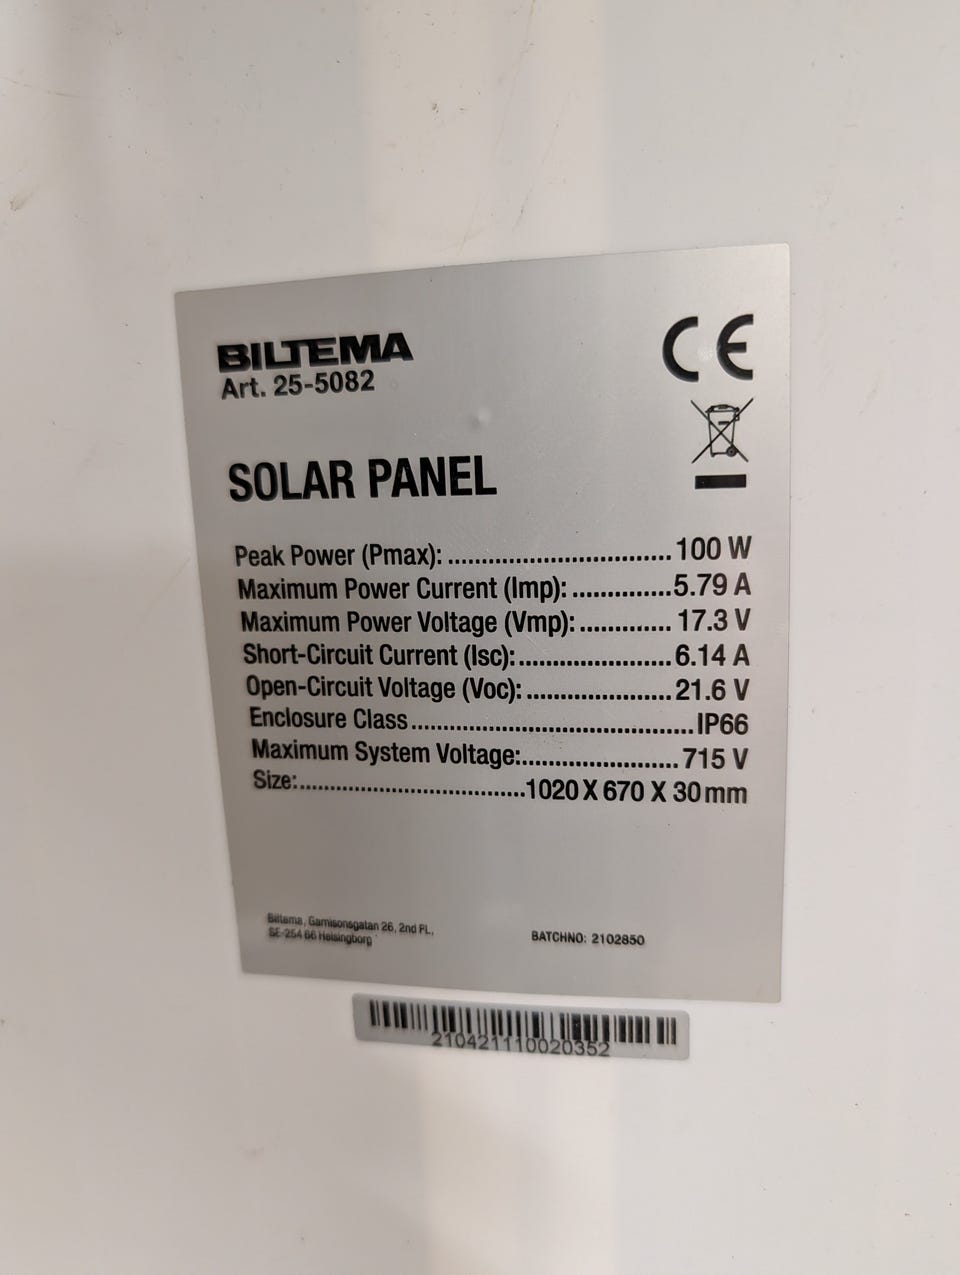 BILTEMA
Art. 25-5082
CE
SOLAR PANEL
Peak Power (Pmax): ................................ 100 W
Maximum Power Current (Imp): ...............5.79 A
Maximum Power Voltage (Vmp): ............. 17.3 V
Short-Circuit Current (Isc):.......................6.14 A
Open-Circuit Voltage (Voc): ......................21.6 V
Enclosure Class...........................................IP66
Maximum System Voltage:........................ 715 V
Size:......................................1020 X 670 X 30 mm
Biltema, Garnisonsgatan 26, 2nd FL,
SE-254 66 Helsingborg
BATCHNO: 2102850
210421110020352